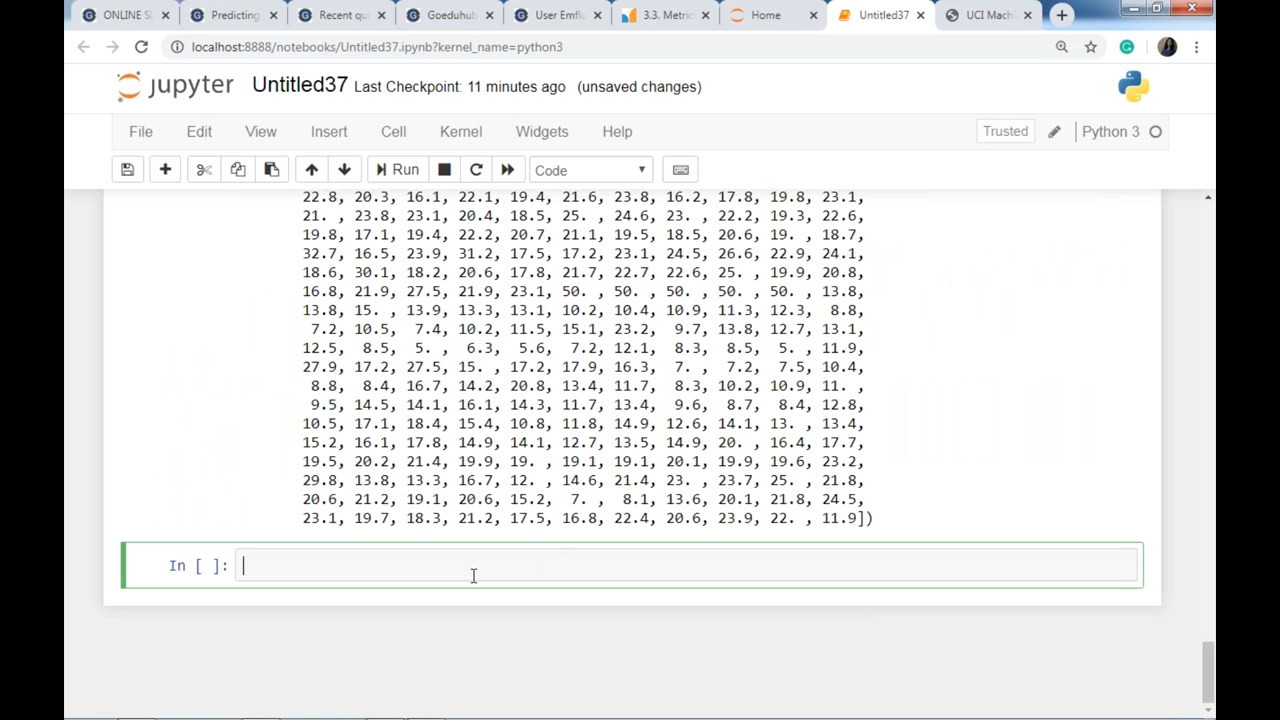 ONLINE S
Predicting
Recent qu
Goeduhub
User Emflu
3.3. Metric
Home
Untitled37
UCI Machi
localhost:8888/notebooks/Untitled37.ipynb?kernel_name=python3
jupyter Untitled37 Last Checkpoint: 11 minutes ago (unsaved changes)
File Edit View Insert Cell Kernel Widgets Help Trusted Python 3
Run Code
22.8, 20.3, 16.1, 22.1, 19.4, 21.6, 23.8, 16.2, 17.8, 19.8, 23.1,
21. , 23.8, 23.1, 20.4, 18.5, 25. , 24.6, 23. , 22.2, 19.3, 22.6,
19.8, 17.1, 19.4, 22.2, 20.7, 21.1, 19.5, 18.5, 20.6, 19. , 18.7,
32.7, 16.5, 23.9, 31.2, 17.5, 17.2, 23.1, 24.5, 26.6, 22.9, 24.1,
18.6, 30.1, 18.2, 20.6, 17.8, 21.7, 22.7, 22.6, 25. , 19.9, 20.8,
16.8, 21.9, 27.5, 21.9, 23.1, 50. , 50. , 50. , 50. , 50. , 13.8,
13.8, 15. , 13.9, 13.3, 13.1, 10.2, 10.4, 10.9, 11.3, 12.3, 8.8,
7.2, 10.5, 7.4, 10.2, 11.5, 15.1, 23.2, 9.7, 13.8, 12.7, 13.1,
12.5, 8.5, 5. , 6.3, 5.6, 7.2, 12.1, 8.3, 8.5, 5. , 11.9,
27.9, 17.2, 27.5, 15. , 17.2, 17.9, 16.3, 7. , 7.2, 7.5, 10.4,
8.8, 8.4, 16.7, 14.2, 20.8, 13.4, 11.7, 8.3, 10.2, 10.9, 11. ,
9.5, 14.5, 14.1, 16.1, 14.3, 11.7, 13.4, 9.6, 8.7, 8.4, 12.8,
10.5, 17.1, 18.4, 15.4, 10.8, 11.8, 14.9, 12.6, 14.1, 13. , 13.4,
15.2, 16.1, 17.8, 14.9, 14.1, 12.7, 13.5, 14.9, 20. , 16.4, 17.7,
19.5, 20.2, 21.4, 19.9, 19. , 19.1, 19.1, 20.1, 19.9, 19.6, 23.2,
29.8, 13.8, 13.3, 16.7, 12. , 14.6, 21.4, 23. , 23.7, 25. , 21.8,
20.6, 21.2, 19.1, 20.6, 15.2, 7. , 8.1, 13.6, 20.1, 21.8, 24.5,
23.1, 19.7, 18.3, 21.2, 17.5, 16.8, 22.4, 20.6, 23.9, 22. , 11.9])
In [ ]: